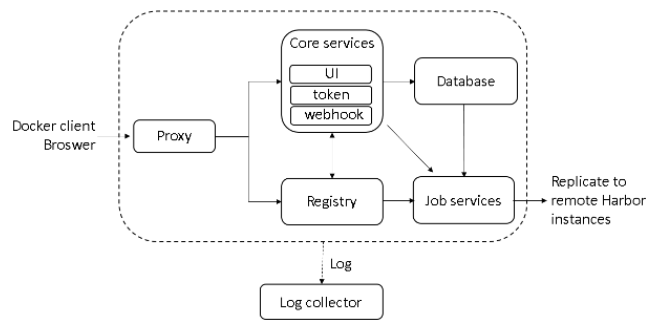 Core services
UI
token
webhook
Database
Docker client
Broswer
Proxy
Registry
Job services
Replicate to
remote Harbor
instances
Log
Log collector